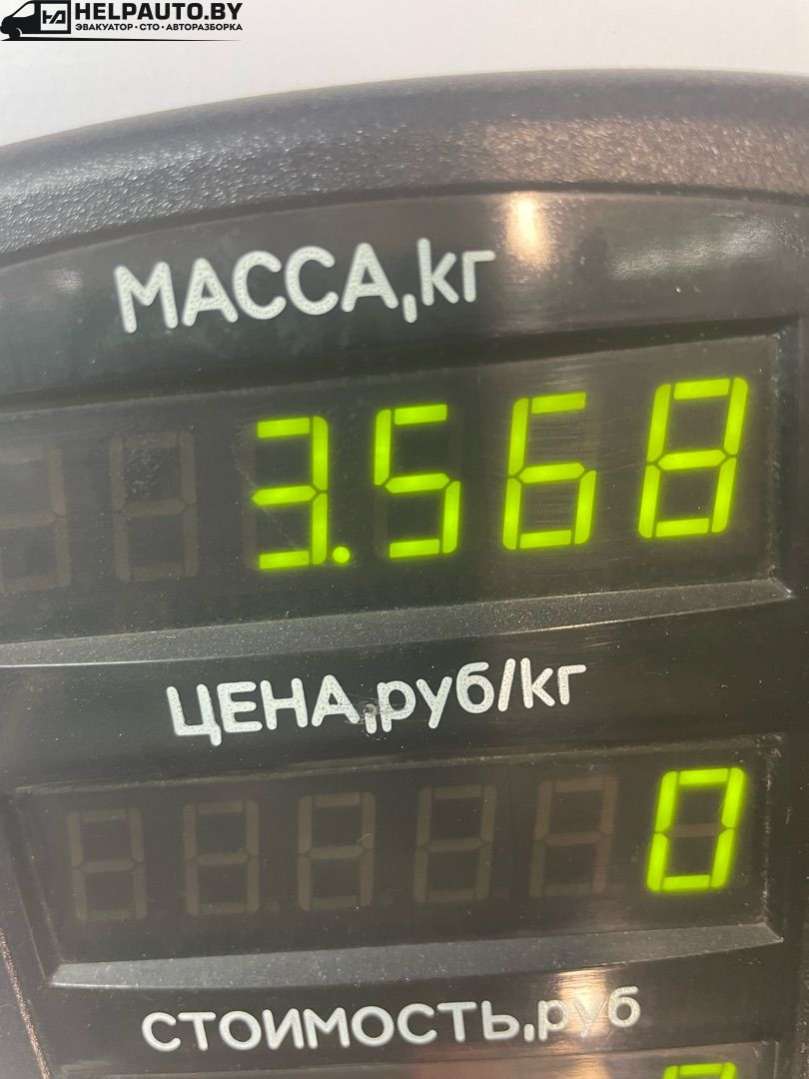 HELPAUTO.BY
ЭВАКУАТОР·СТО·АВТОРАЗБОРКА
МАССА,кг
3.568
ЦЕНА,руб/кг
0
СТОИМОСТЬ,руб